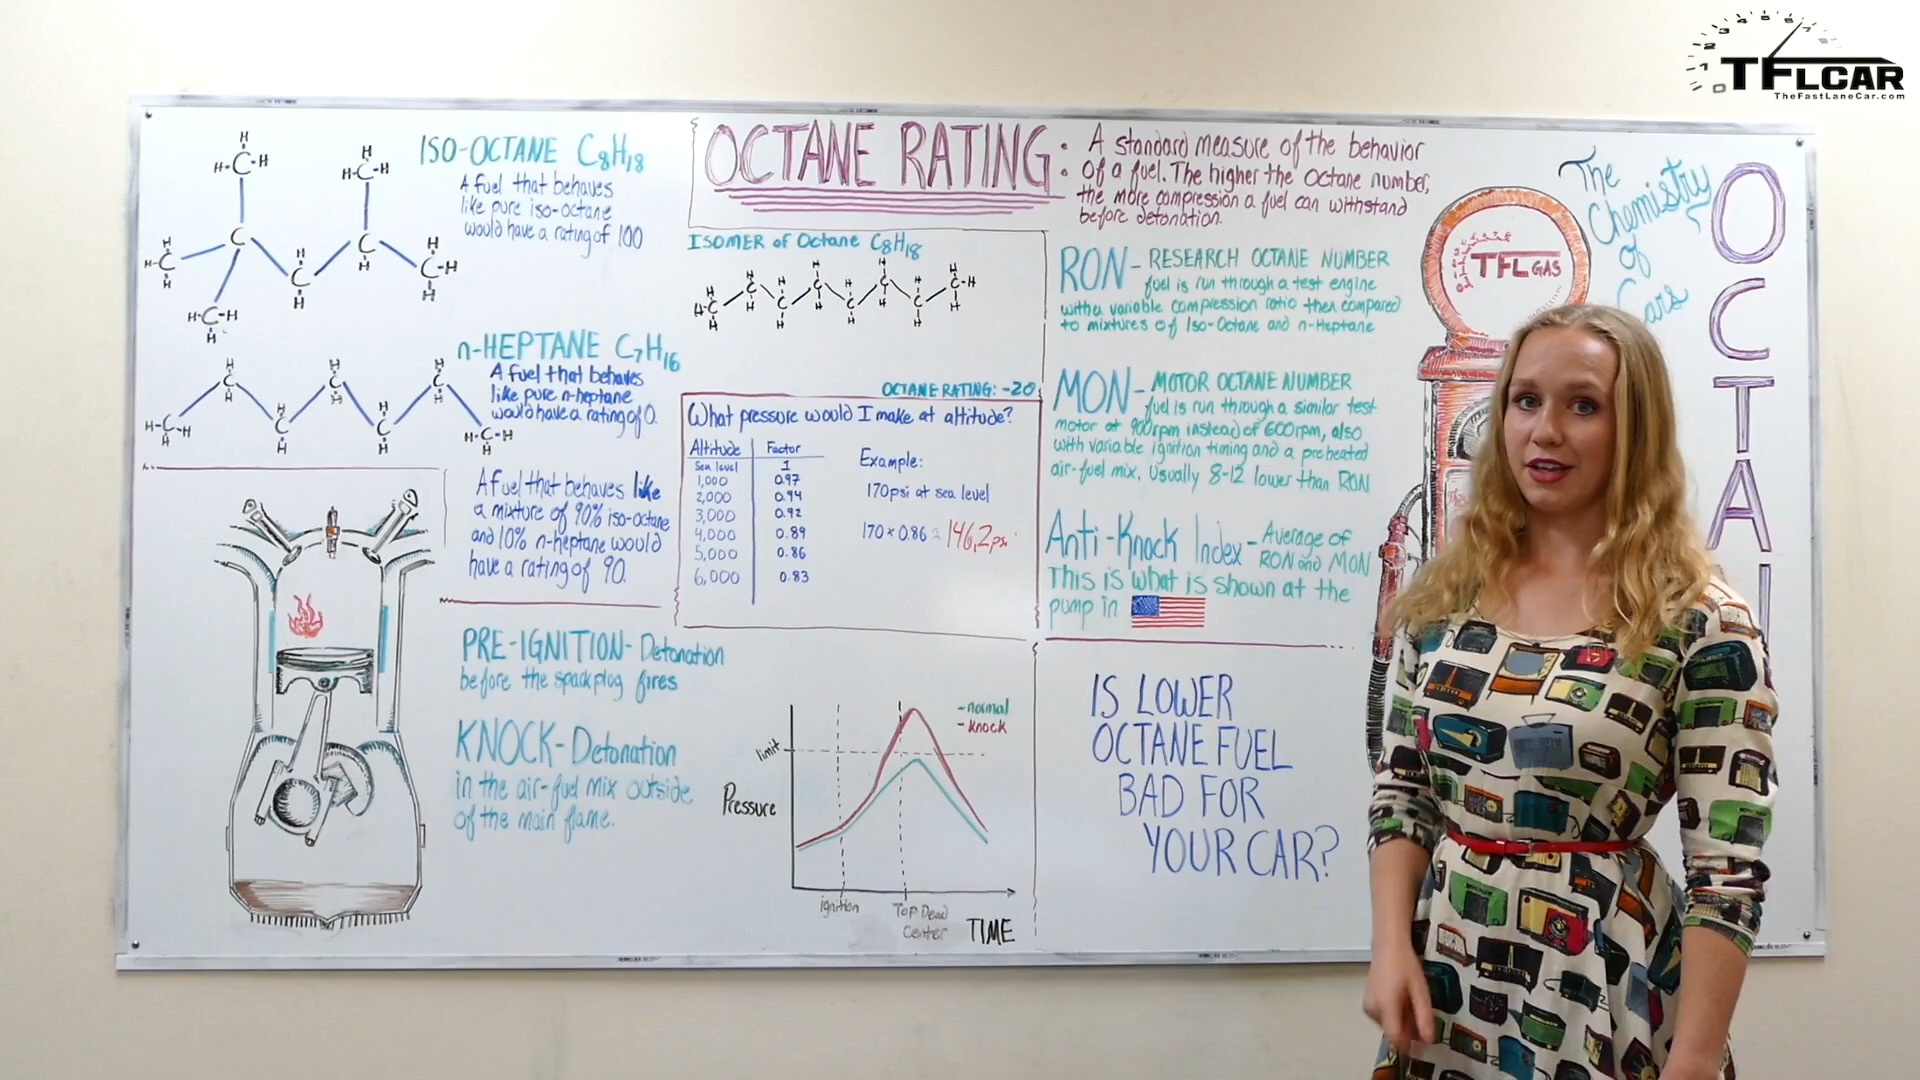 TFLCAR
TheFastLaneCar.com
ISO-OCTANE C8H18
A fuel that behaves
like pure iso-octane
would have a rating of 100
n-HEPTANE C7H16
A fuel that behaves
like pure n-heptane
would have a rating of 0.
A fuel that behaves like
a mixture of 90% iso-octane
and 10% n-heptane would
have a rating of 90.
PRE-IGNITION- Detonation
before the sparkplug fires
KNOCK- Detonation
in the air-fuel mix outside
of the main flame.
OCTANE RATING:
A standard measure of the behavior
of a fuel. The higher the octane number,
the more compression a fuel can withstand
before detonation.
ISOMER of Octane C8H18
OCTANE RATING: -20
What pressure would I make at altitude?
Altitude Factor
Sea level 1
1,000 0.97
2,000 0.94
3,000 0.92
4,000 0.89
5,000 0.86
6,000 0.83
Example:
170psi at sea level
170 x 0.86 = 146.2psi
-normal
-knock
limit
Pressure
ignition
Top Dead
Center
TIME
RON- RESEARCH OCTANE NUMBER
fuel is run through a test engine
with a variable compression ratio then compared
to mixtures of Iso-Octane and n-Heptane
MON- MOTOR OCTANE NUMBER
fuel is run through a similar test
motor at 900rpm instead of 600rpm, also
with variable ignition timing and a preheated
air-fuel mix. Usually 8-12 lower than RON
Anti-Knock Index- Average of
RON and MON
This is what is shown at the
pump in
IS LOWER
OCTANE FUEL
BAD FOR
YOUR CAR?
TFL GAS
The
Chemistry
of
Cars
OCTA